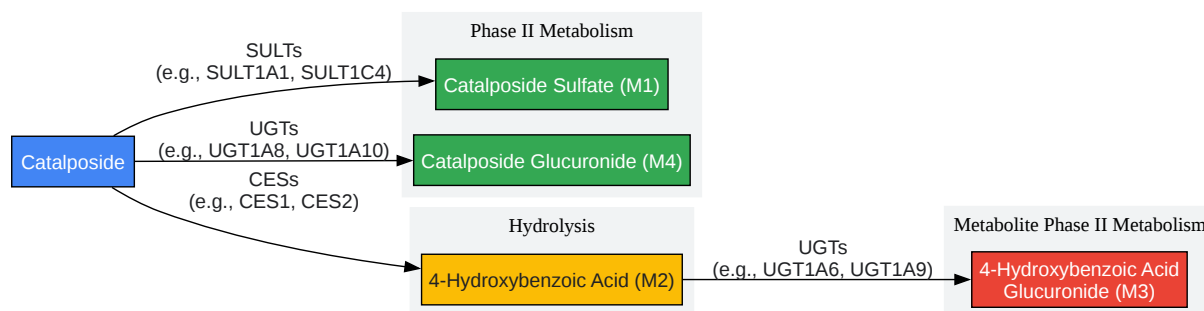 Phase II Metabolism
SULTs
(e.g., SULT1A1, SULT1C4)
Catalposide Sulfate (M1)
UGTs
(e.g., UGT1A8, UGT1A10)
Catalposide
Catalposide Glucuronide (M4)
CESs
(e.g., CES1, CES2)
Hydrolysis
Metabolite Phase II Metabolism
UGTs
(e.g., UGT1A6, UGT1A9)
4-Hydroxybenzoic Acid (M2)
4-Hydroxybenzoic Acid
Glucuronide (M3)